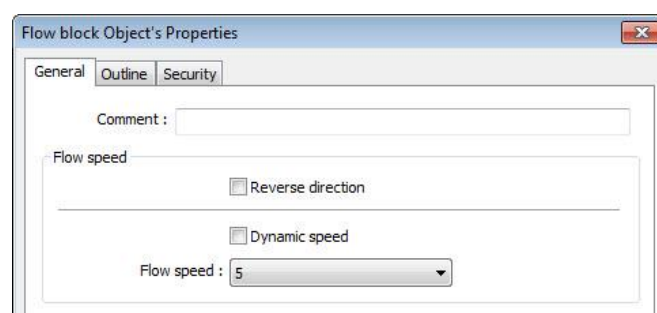 Flow block Object's Properties
General Outline Security
Comment :
Flow speed
Reverse direction
Dynamic speed
Flow speed : 5